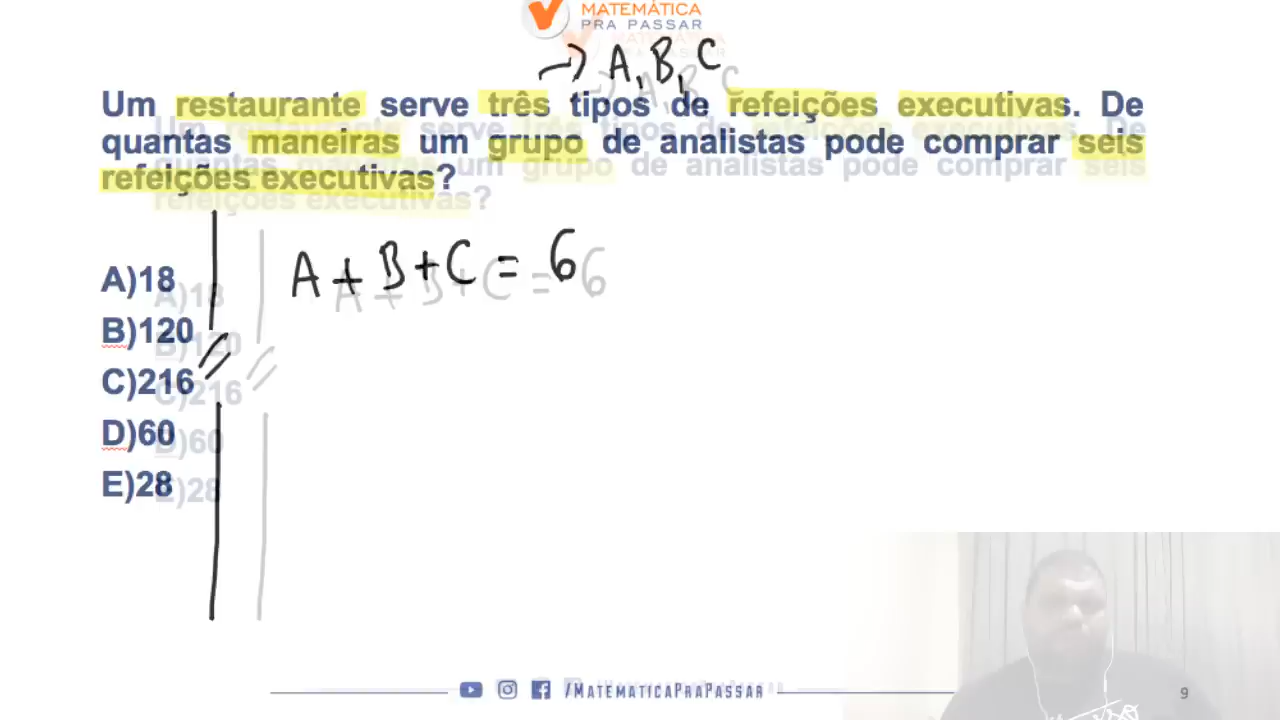 MATEMÁTICA
PRA PASSAR
→ A, B, C
Um restaurante serve três tipos de refeições executivas. De
quantas maneiras um grupo de analistas pode comprar seis
refeições executivas?
A + B + C = 6
A)18
B)120
C)216
D)60
E)28
/MATEMATICAPRAPASSAR
9